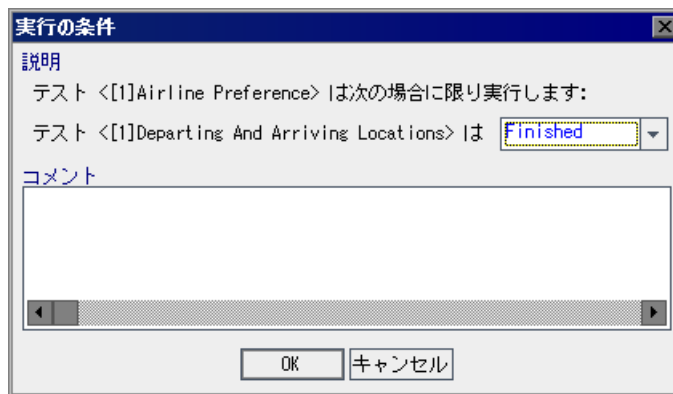 実行の条件
説明
テスト <[1]Airline Preference> は次の場合に限り実行します:
テスト <[1]Departing And Arriving Locations> は Finished
コメント
OK キャンセル